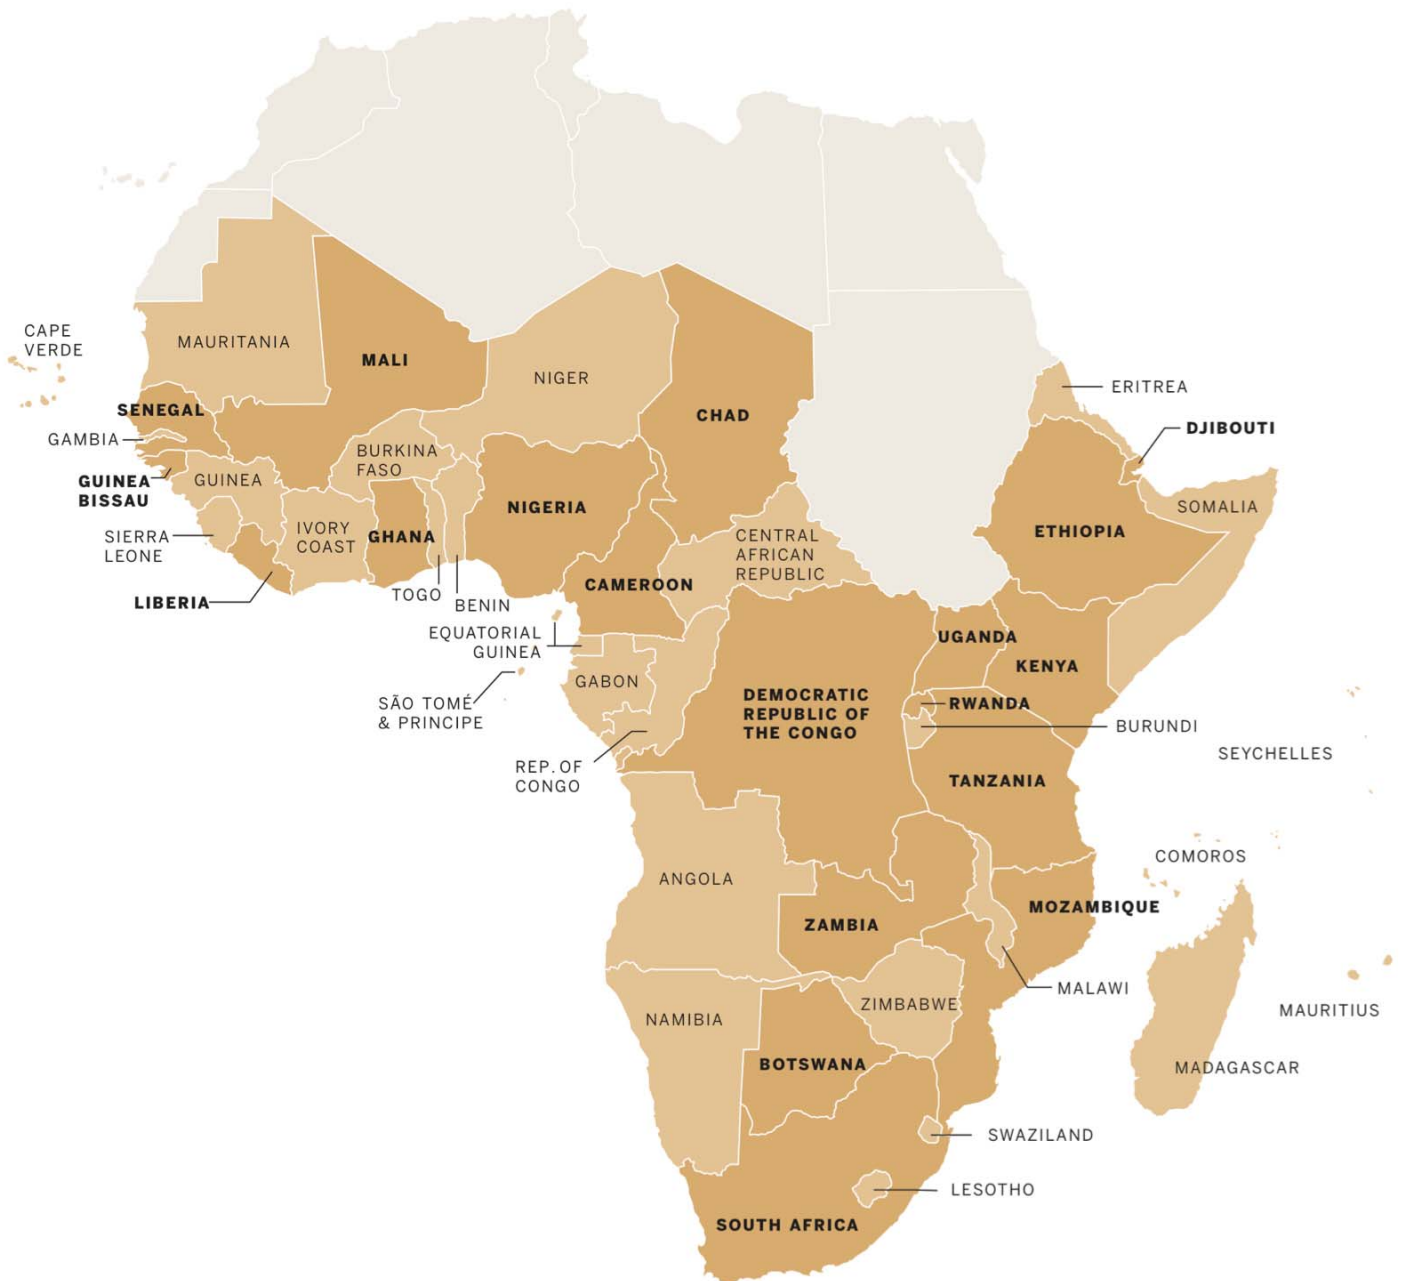 CAPE
VERDE
MAURITANIA
MALI
NIGER
CHAD
ERITREA
SENEGAL
DJIBOUTI
GAMBIA
BURKINA
FASO
GUINEA
BISSAU
GUINEA
NIGERIA
SOMALIA
SIERRA
LEONE
IVORY
COAST
GHANA
CENTRAL
AFRICAN
REPUBLIC
ETHIOPIA
LIBERIA
TOGO
BENIN
CAMEROON
EQUATORIAL
GUINEA
UGANDA
KENYA
GABON
SÃO TOMÉ
& PRINCIPE
DEMOCRATIC
REPUBLIC OF
THE CONGO
RWANDA
BURUNDI
SEYCHELLES
REP. OF
CONGO
TANZANIA
COMOROS
ANGOLA
ZAMBIA
MOZAMBIQUE
MALAWI
ZIMBABWE
NAMIBIA
MAURITIUS
BOTSWANA
MADAGASCAR
SWAZILAND
LESOTHO
SOUTH AFRICA